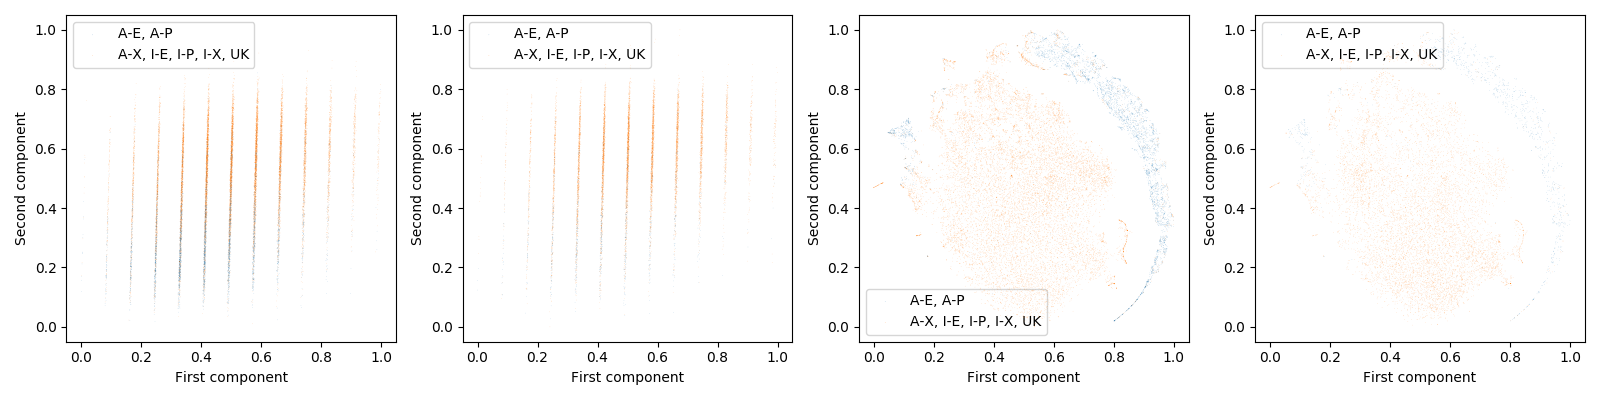 A-E, A-P
A-X, I-E, I-P, I-X, UK
Second component
1.0
0.8
0.6
0.4
0.2
0.0
0.0 0.2 0.4 0.6 0.8 1.0
First component
A-E, A-P
A-X, I-E, I-P, I-X, UK
Second component
1.0
0.8
0.6
0.4
0.2
0.0
0.0 0.2 0.4 0.6 0.8 1.0
First component
Second component
1.0
0.8
0.6
0.4
0.2
0.0
A-E, A-P
A-X, I-E, I-P, I-X, UK
0.0 0.2 0.4 0.6 0.8 1.0
First component
A-E, A-P
A-X, I-E, I-P, I-X, UK
Second component
1.0
0.8
0.6
0.4
0.2
0.0
0.0 0.2 0.4 0.6 0.8 1.0
First component